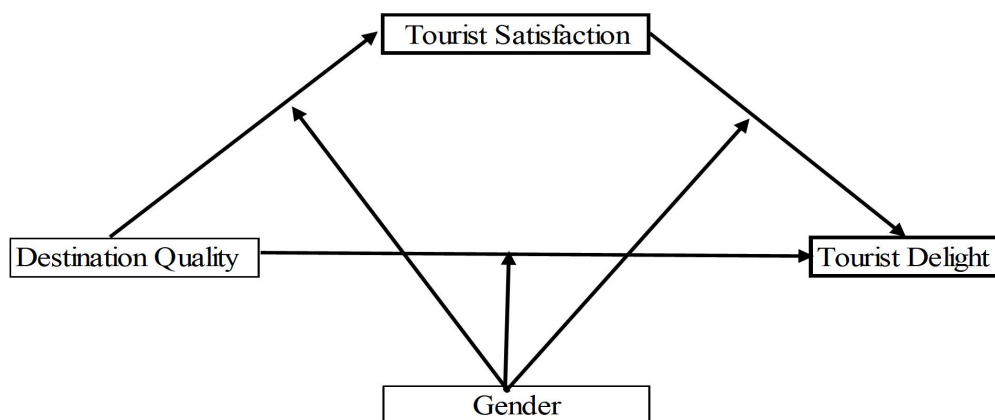 Tourist Satisfaction
Destination Quality
Tourist Delight
Gender